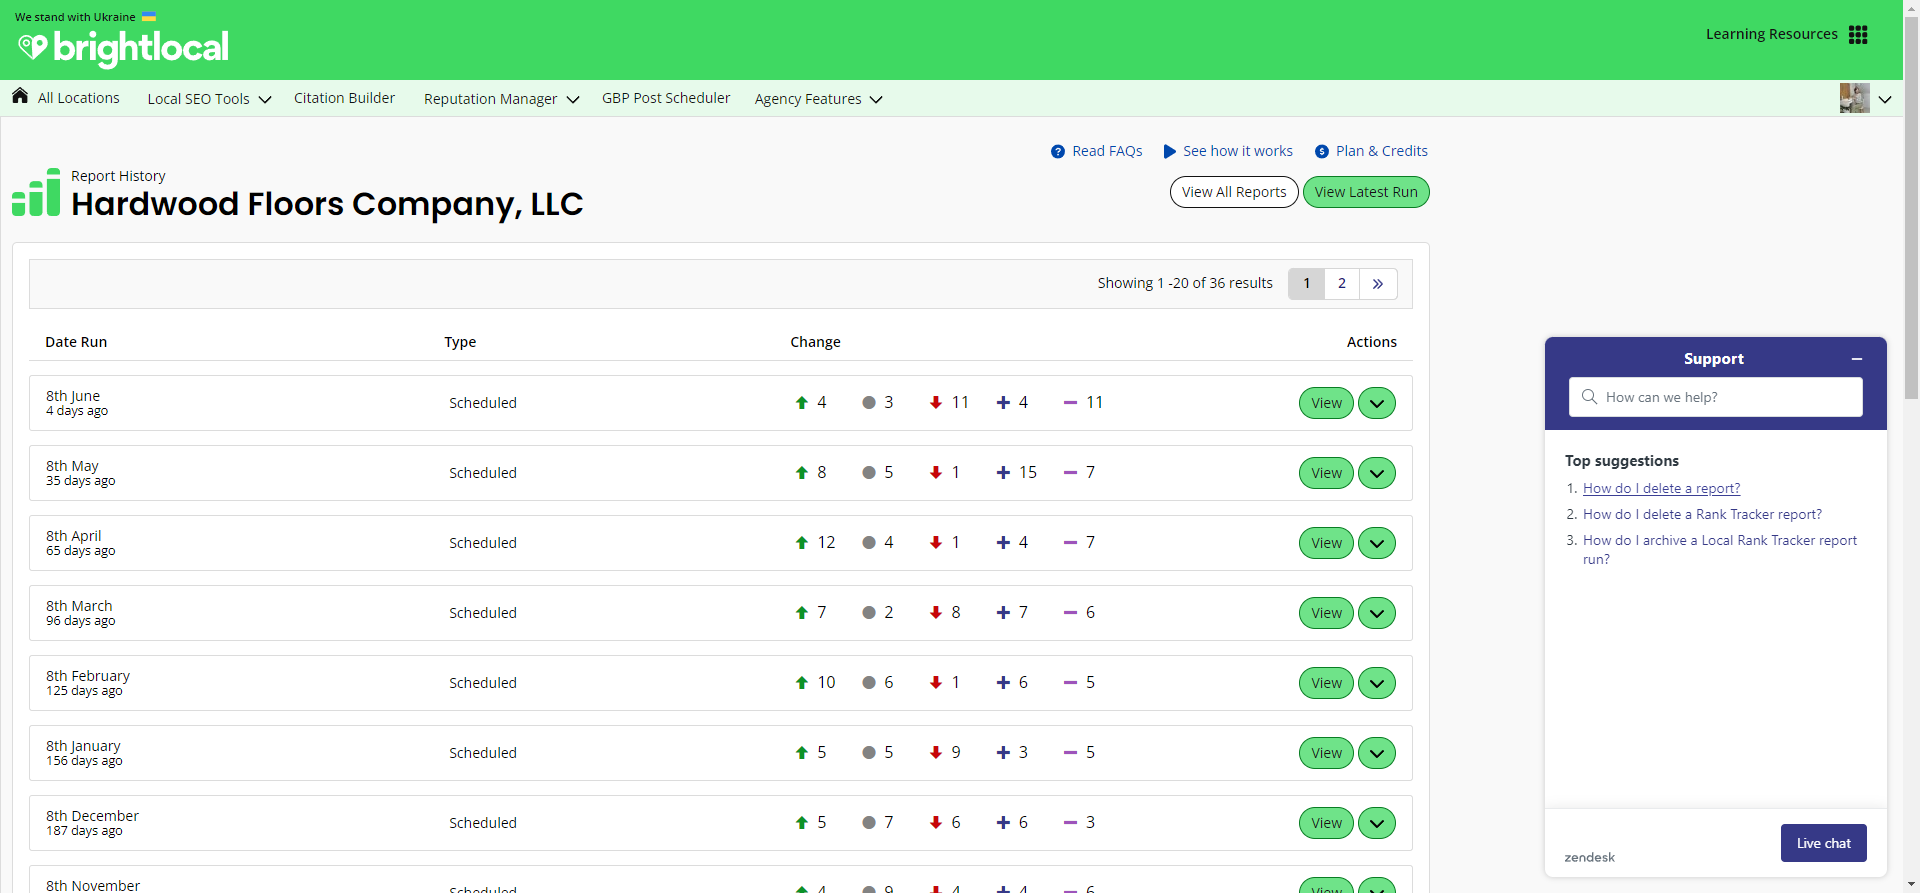 We stand with Ukraine
brightlocal
Learning Resources
All Locations
Local SEO Tools
Citation Builder
Reputation Manager
GBP Post Scheduler
Agency Features
Read FAQs
See how it works
Plan & Credits
Report History
Hardwood Floors Company, LLC
View All Reports
View Latest Run
Showing 1 -20 of 36 results 1 2 »
Date Run Type Change Actions
8th June
4 days ago
Scheduled 4 3 11 4 11 View
8th May
35 days ago
Scheduled 8 5 1 15 7 View
8th April
65 days ago
Scheduled 12 4 1 4 7 View
8th March
96 days ago
Scheduled 7 2 8 7 6 View
8th February
125 days ago
Scheduled 10 6 1 6 5 View
8th January
156 days ago
Scheduled 5 5 9 3 5 View
8th December
187 days ago
Scheduled 5 7 6 6 3 View
8th November
Scheduled 4 9 4 4 6 View
Support
How can we help?
Top suggestions
1. How do I delete a report?
2. How do I delete a Rank Tracker report?
3. How do I archive a Local Rank Tracker report
run?
zendesk
Live chat